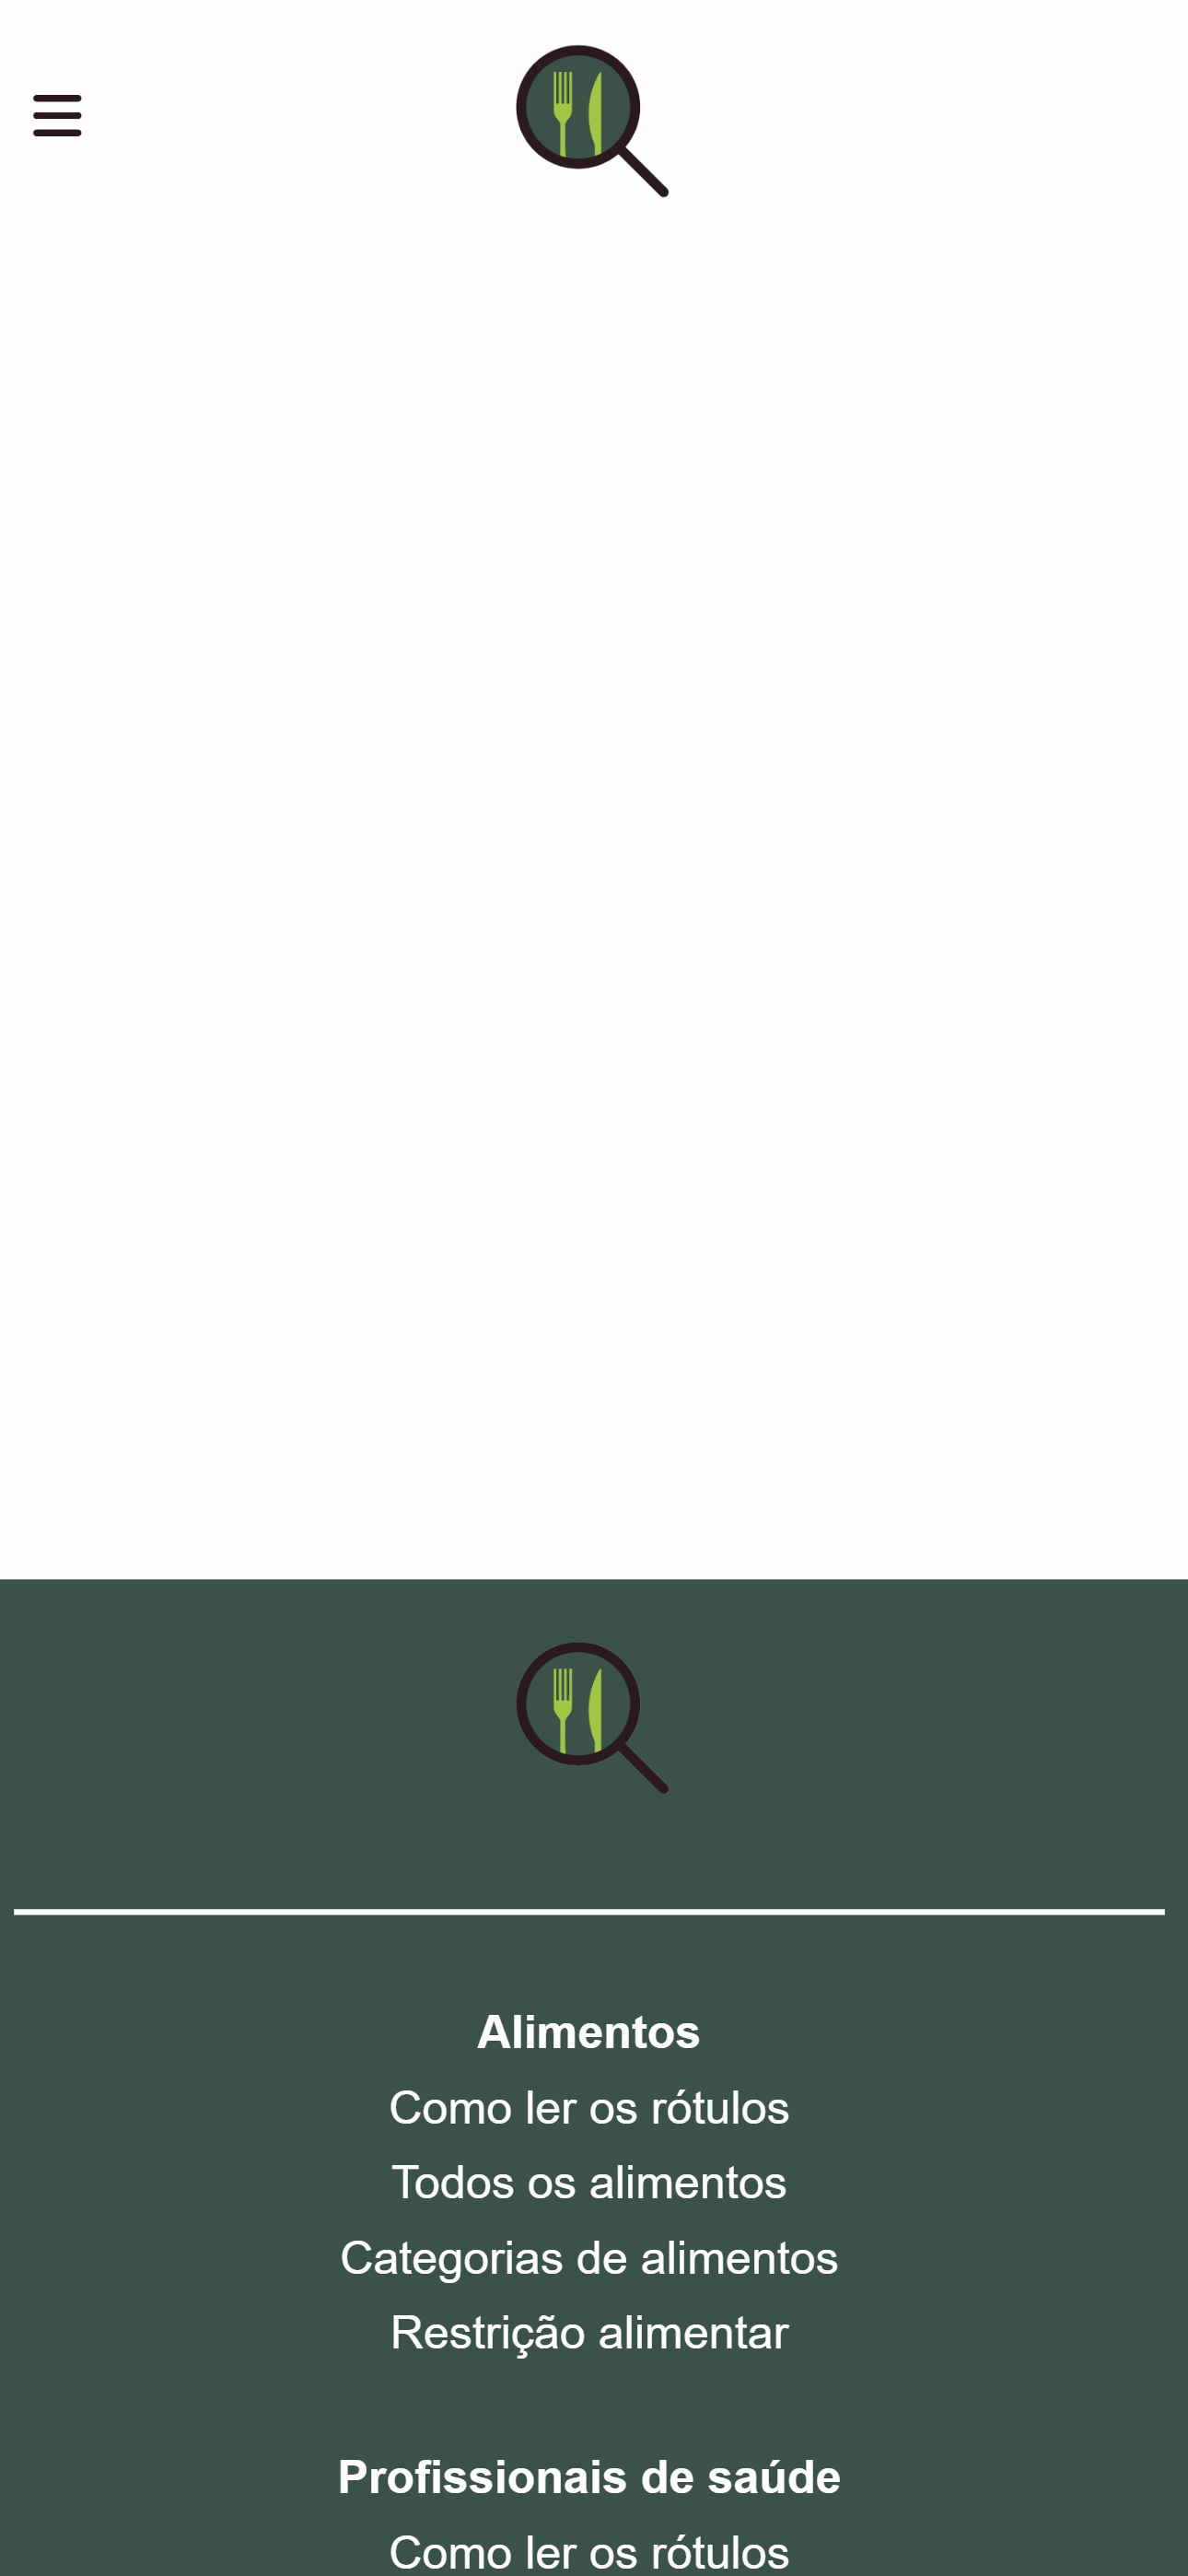 Alimentos
Como ler os rótulos
Todos os alimentos
Categorias de alimentos
Restrição alimentar
Profissionais de saúde
Como ler os rótulos